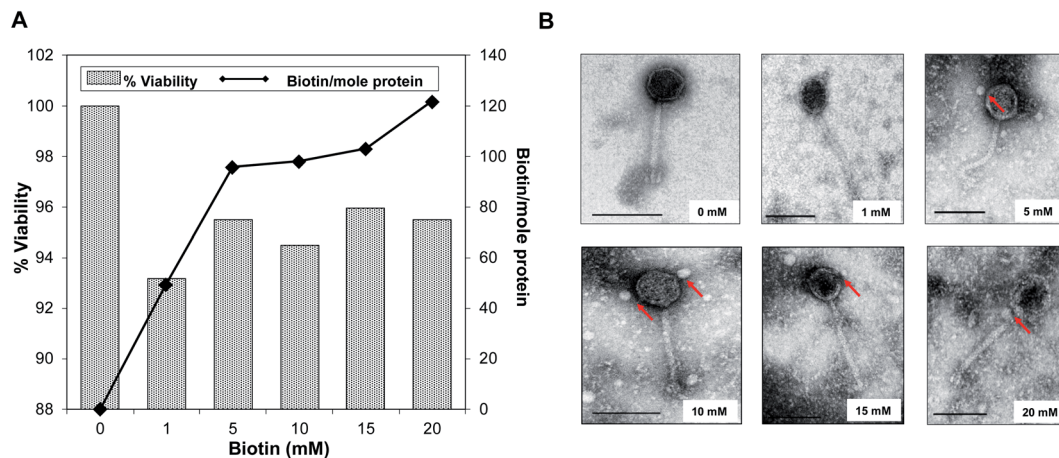 A
B
102
100
98
96
94
92
90
88
% Viability
% Viability
Biotin/mole protein
140
120
100
80
60
40
20
0
Biotin/mole protein
0 1 5 10 15 20
Biotin (mM)
0 mM
1 mM
5 mM
10 mM
15 mM
20 mM